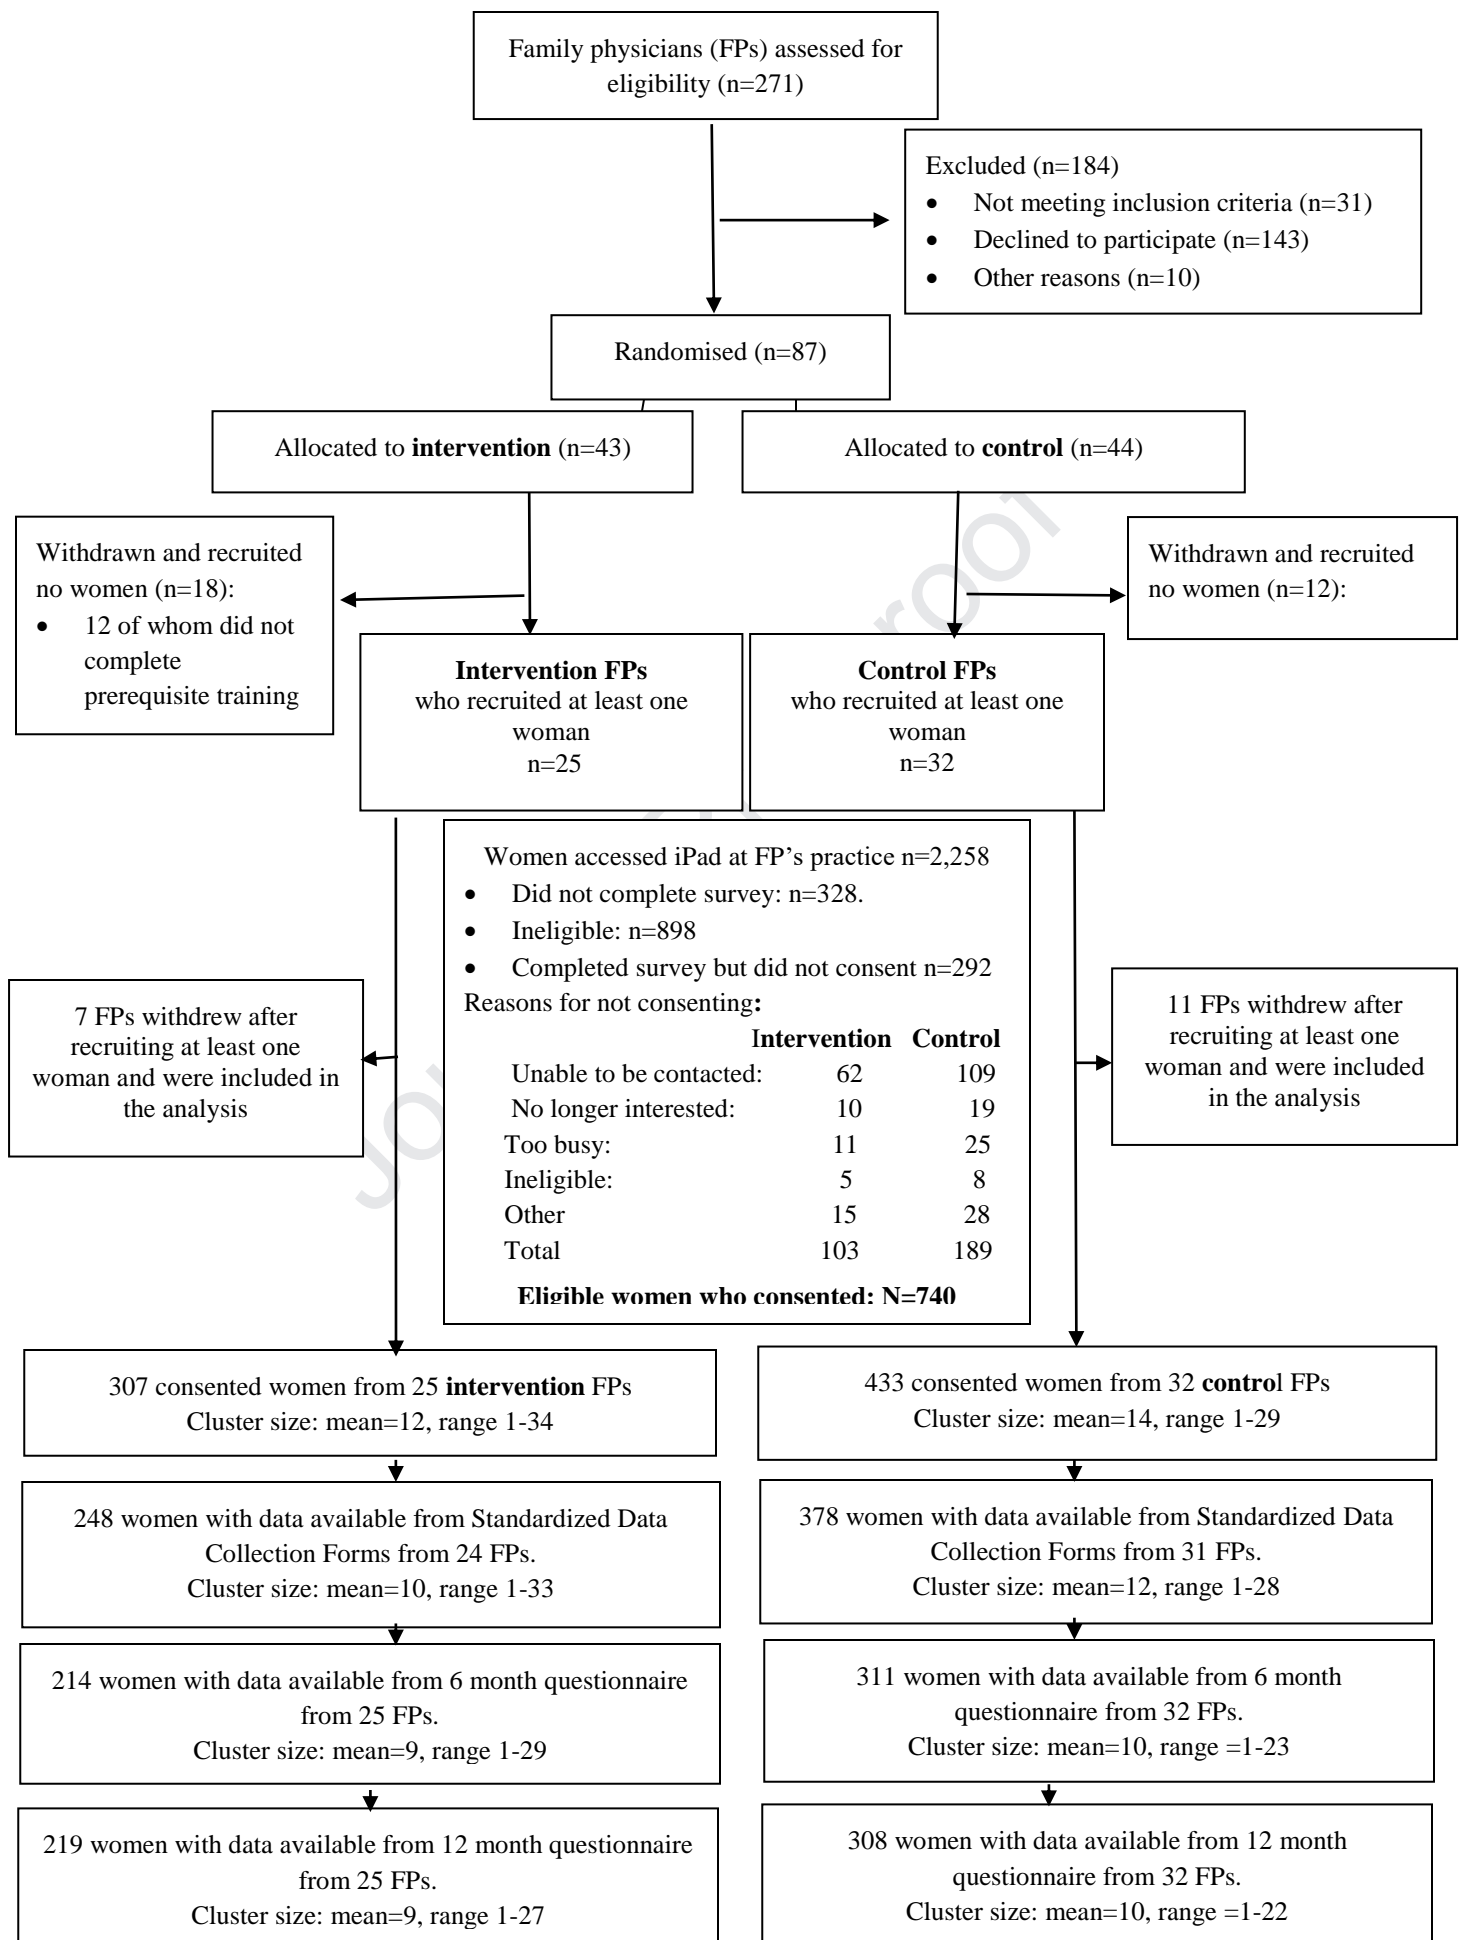 Family physicians (FPs) assessed for
eligibility (n=271)
Excluded (n=184)
• Not meeting inclusion criteria (n=31)
• Declined to participate (n=143)
• Other reasons (n=10)
Randomised (n=87)
Allocated to intervention (n=43)
Allocated to control (n=44)
Withdrawn and recruited
no women (n=18):
• 12 of whom did not
complete
prerequisite training
Withdrawn and recruited
no women (n=12):
Intervention FPs
who recruited at least one
woman
n=25
Control FPs
who recruited at least one
woman
n=32
Women accessed iPad at FP’s practice n=2,258
• Did not complete survey: n=328.
• Ineligible: n=898
• Completed survey but did not consent n=292
Reasons for not consenting:
Intervention Control
Unable to be contacted: 62 109
No longer interested: 10 19
Too busy: 11 25
Ineligible: 5 8
Other 15 28
Total 103 189
Eligible women who consented: N=740
7 FPs withdrew after
recruiting at least one
woman and were included in
the analysis
11 FPs withdrew after
recruiting at least one
woman and were included
in the analysis
307 consented women from 25 intervention FPs
Cluster size: mean=12, range 1-34
433 consented women from 32 control FPs
Cluster size: mean=14, range 1-29
248 women with data available from Standardized Data
Collection Forms from 24 FPs.
Cluster size: mean=10, range 1-33
378 women with data available from Standardized Data
Collection Forms from 31 FPs.
Cluster size: mean=12, range 1-28
214 women with data available from 6 month questionnaire
from 25 FPs.
Cluster size: mean=9, range 1-29
311 women with data available from 6 month
questionnaire from 32 FPs.
Cluster size: mean=10, range =1-23
219 women with data available from 12 month questionnaire
from 25 FPs.
Cluster size: mean=9, range 1-27
308 women with data available from 12 month
questionnaire from 32 FPs.
Cluster size: mean=10, range =1-22